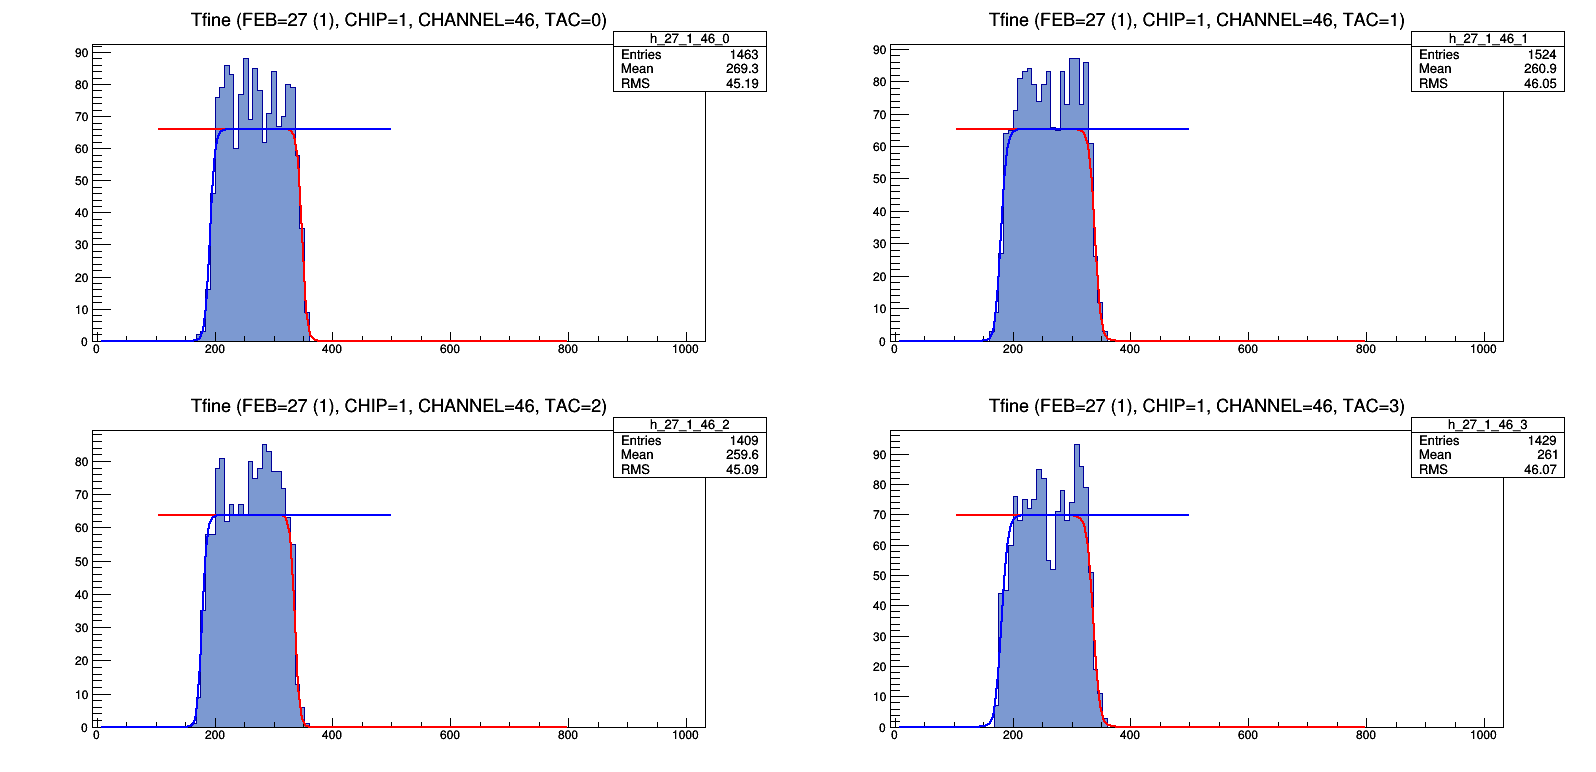 Tfine (FEB=27 (1), CHIP=1, CHANNEL=46, TAC=0)
h_27_1_46_0
Entries 1463
Mean 269.3
RMS 45.19
90
80
70
60
50
40
30
20
10
0
0 200 400 600 800 1000
Tfine (FEB=27 (1), CHIP=1, CHANNEL=46, TAC=1)
h_27_1_46_1
Entries 1524
Mean 260.9
RMS 46.05
90
80
70
60
50
40
30
20
10
0
0 200 400 600 800 1000
Tfine (FEB=27 (1), CHIP=1, CHANNEL=46, TAC=2)
h_27_1_46_2
Entries 1409
Mean 259.6
RMS 45.09
80
70
60
50
40
30
20
10
0
0 200 400 600 800 1000
Tfine (FEB=27 (1), CHIP=1, CHANNEL=46, TAC=3)
h_27_1_46_3
Entries 1429
Mean 261
RMS 46.07
90
80
70
60
50
40
30
20
10
0
0 200 400 600 800 1000